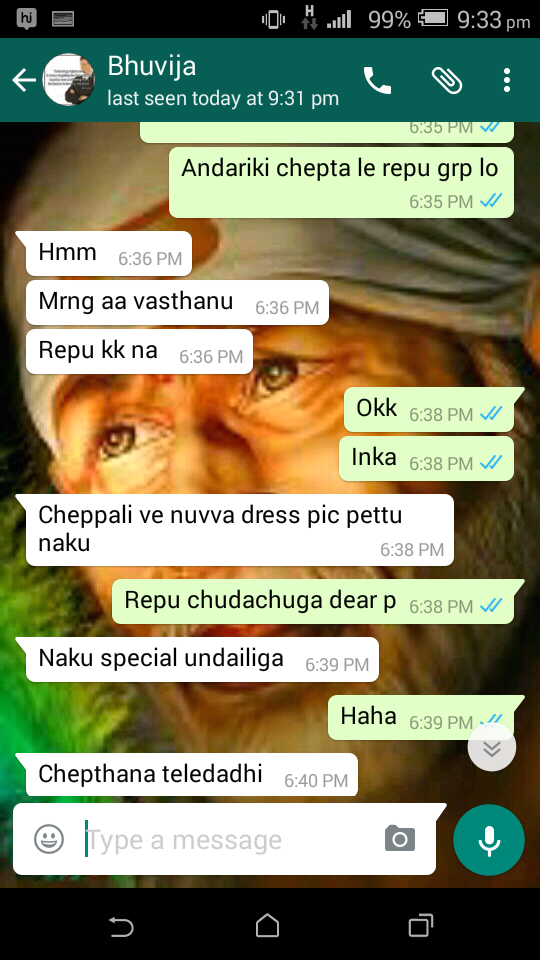 hj
H
99%
9:33 pm
Bhuvija
last seen today at 9:31 pm
6:35 PM
Andariki chepta le repu grp lo
6:35 PM
Hmm 6:36 PM
Mrng aa vasthanu 6:36 PM
Repu kk na 6:36 PM
Okk 6:38 PM
Inka 6:38 PM
Cheppali ve nuvva dress pic pettu
naku 6:38 PM
Repu chudachuga dear p 6:38 PM
Naku special undailiga 6:39 PM
Haha 6:39 PM
Chepthana teledadhi 6:40 PM
Type a message